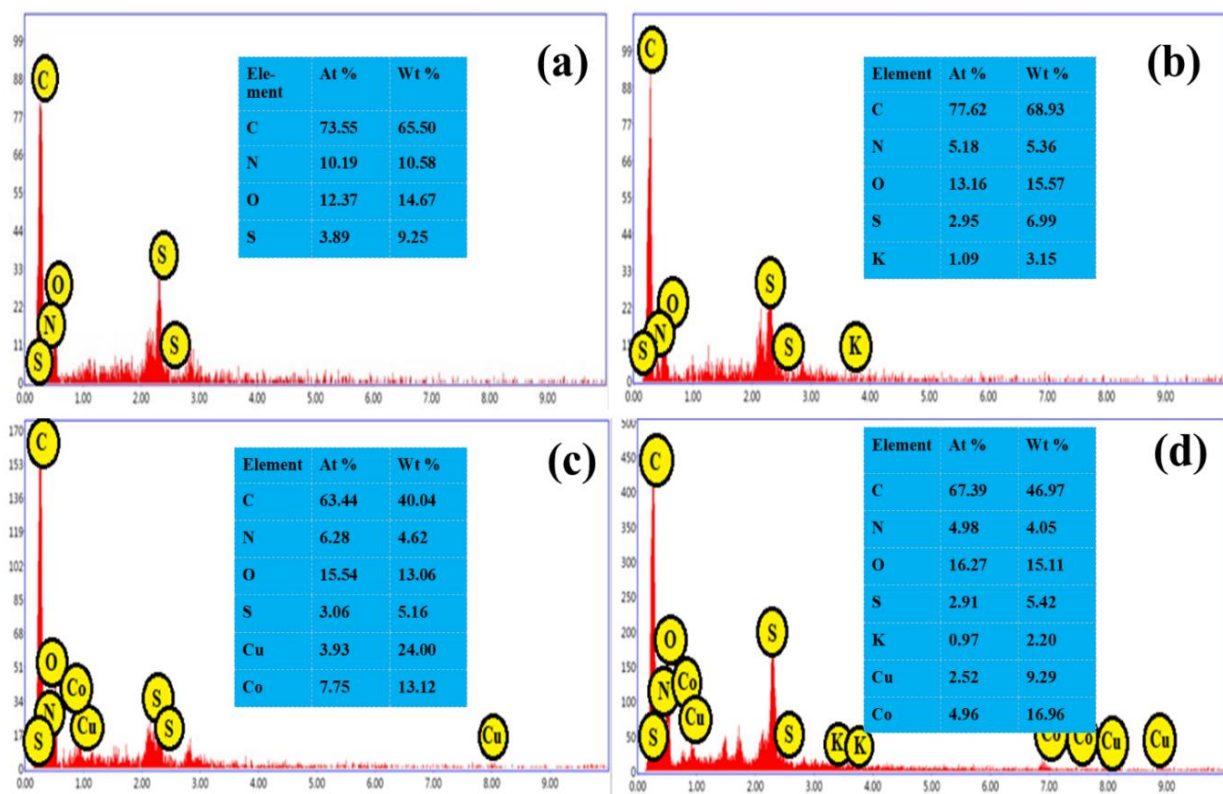 (a)
99
88
77
66
55
44
33
22
11
0
C
O
N
S
S
S
Ele-
ment At % Wt %
C 73.55 65.50
N 10.19 10.58
O 12.37 14.67
S 3.89 9.25
0.00 1.00 2.00 3.00 4.00 5.00 6.00 7.00 8.00 9.00
(b)
99
88
77
66
55
44
33
22
11
0
C
O
N
S
S
S
K
Element At % Wt %
C 77.62 68.93
N 5.18 5.36
O 13.16 15.57
S 2.95 6.99
K 1.09 3.15
0.00 1.00 2.00 3.00 4.00 5.00 6.00 7.00 8.00 9.00
(c)
170
153
136
119
102
85
68
51
34
17
0
C
O
Co
N
Cu
S
S
S
Cu
Element At % Wt %
C 63.44 40.04
N 6.28 4.62
O 15.54 13.06
S 3.06 5.16
Cu 3.93 24.00
Co 7.75 13.12
0.00 1.00 2.00 3.00 4.00 5.00 6.00 7.00 8.00 9.00
(d)
500
450
400
350
300
250
200
150
100
50
0
C
O
Co
N
Cu
S
S
S
K K
Co Co Cu Cu
Element At % Wt %
C 67.39 46.97
N 4.98 4.05
O 16.27 15.11
S 2.91 5.42
K 0.97 2.20
Cu 2.52 9.29
Co 4.96 16.96
0.00 1.00 2.00 3.00 4.00 5.00 6.00 7.00 8.00 9.00